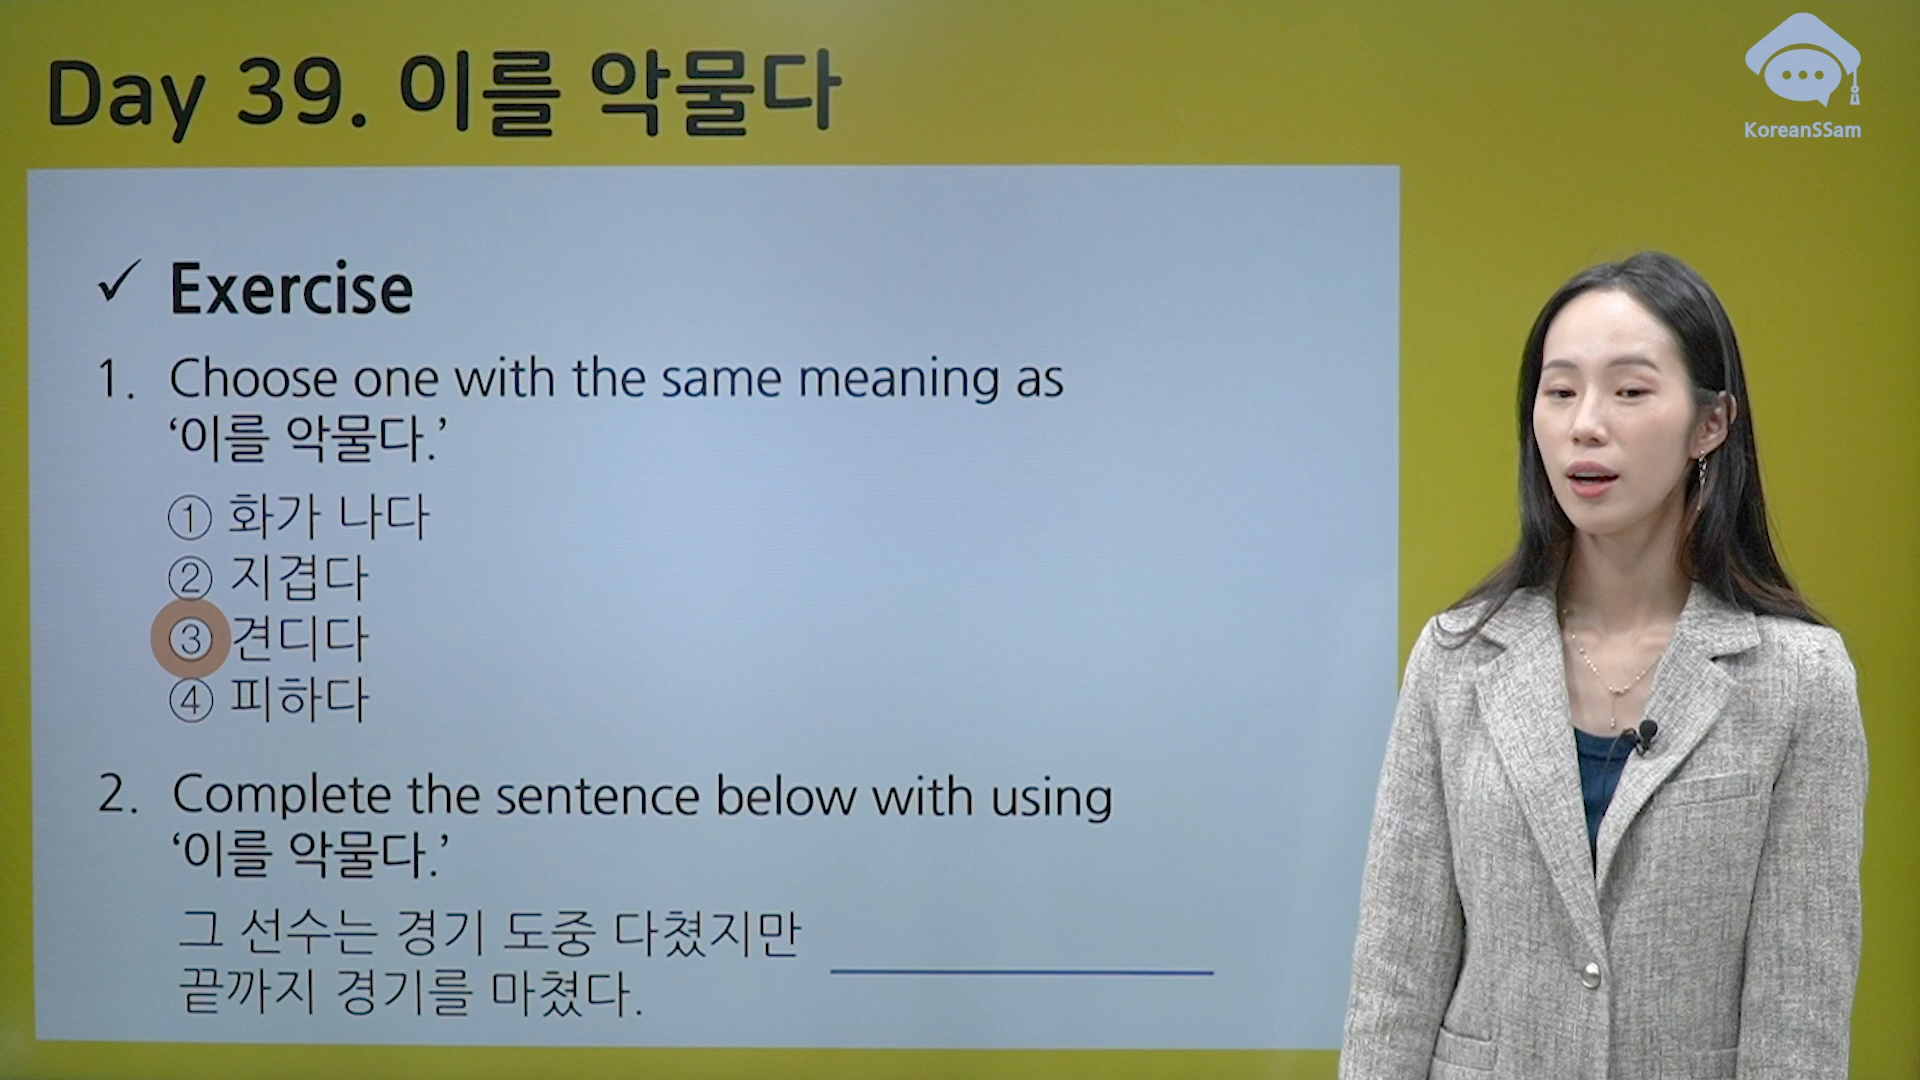 Day 39. 이를 악물다
KoreanSSam
✓ Exercise
1. Choose one with the same meaning as
‘이를 악물다.’
① 화가 나다
② 지겹다
③ 견디다
④ 피하다
2. Complete the sentence below with using
‘이를 악물다.’
그 선수는 경기 도중 다쳤지만
끝까지 경기를 마쳤다.